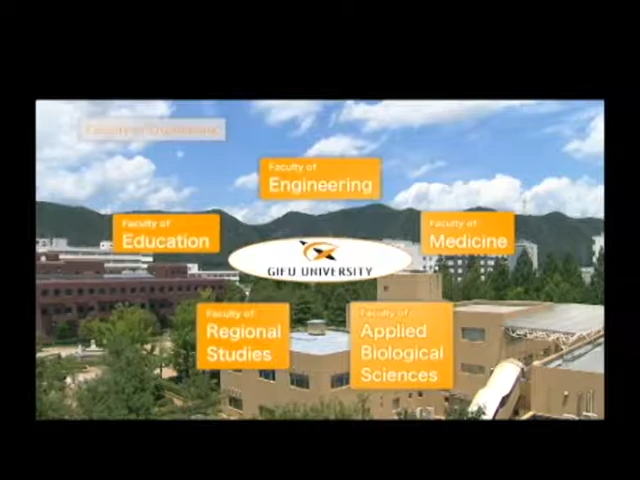 Faculty of
Engineering
Faculty of
Education
Faculty of
Medicine
GIFU UNIVERSITY
Faculty of
Regional
Studies
Faculty of
Applied
Biological
Sciences